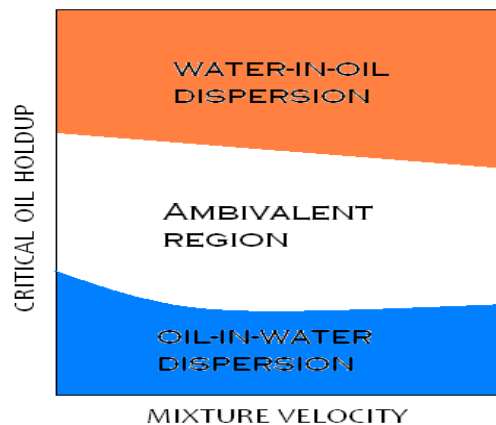 WATER-IN-OIL
DISPERSION
CRITICAL OIL HOLDUP
AMBIVALENT
REGION
OIL-IN-WATER
DISPERSION
MIXTURE VELOCITY